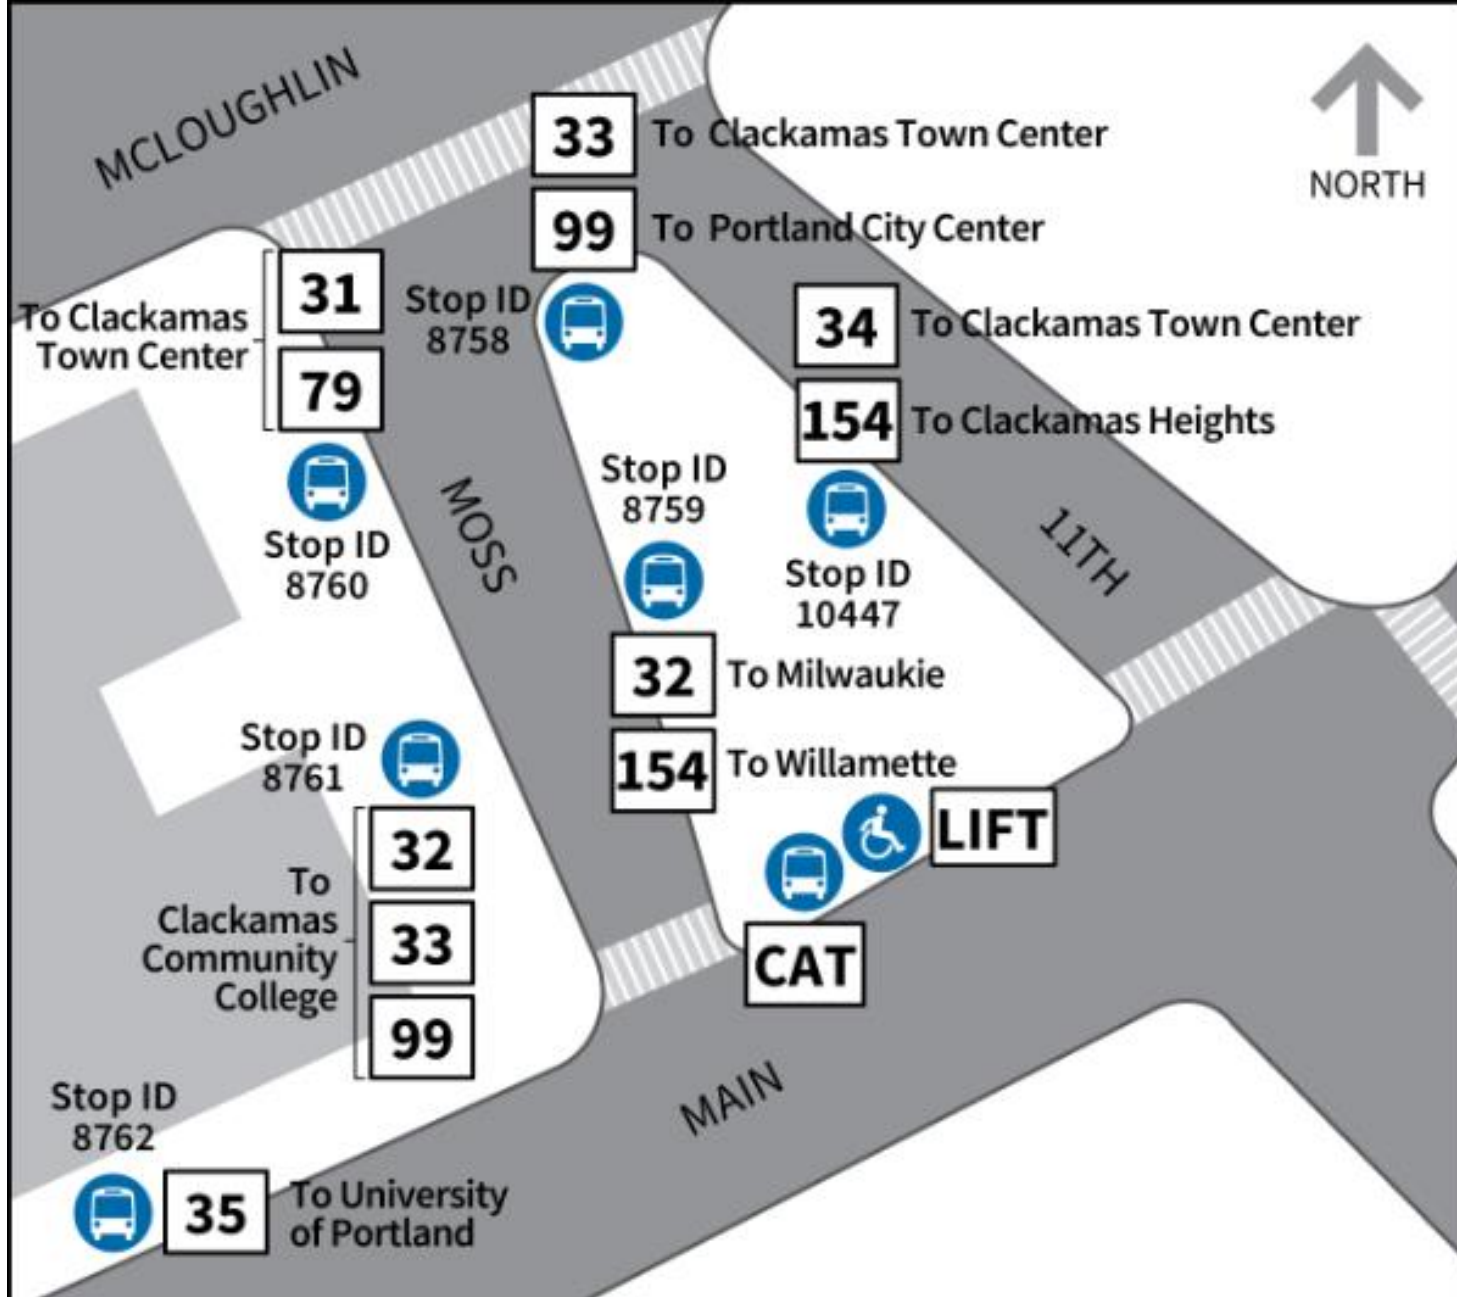 MCLOUGHLIN
NORTH
33 To Clackamas Town Center
99 To Portland City Center
31
79
To Clackamas
Town Center
Stop ID
8758
34 To Clackamas Town Center
154 To Clackamas Heights
Stop ID
8760
MOSS
Stop ID
8759
Stop ID
10447
11TH
32 To Milwaukie
154 To Willamette
Stop ID
8761
32
33
99
To
Clackamas
Community
College
LIFT
CAT
MAIN
Stop ID
8762
35
To University
of Portland